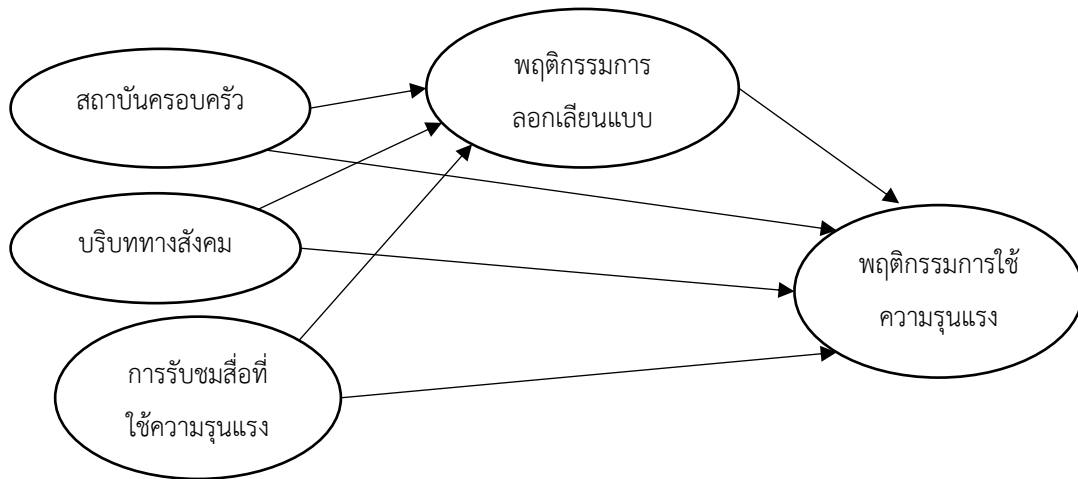 พฤติกรรมการ
ลอกเลียนแบบ
สถาบันครอบครัว
บริบททางสังคม
พฤติกรรมการใช้
ความรุนแรง
การรับชมสื่อที่
ใช้ความรุนแรง